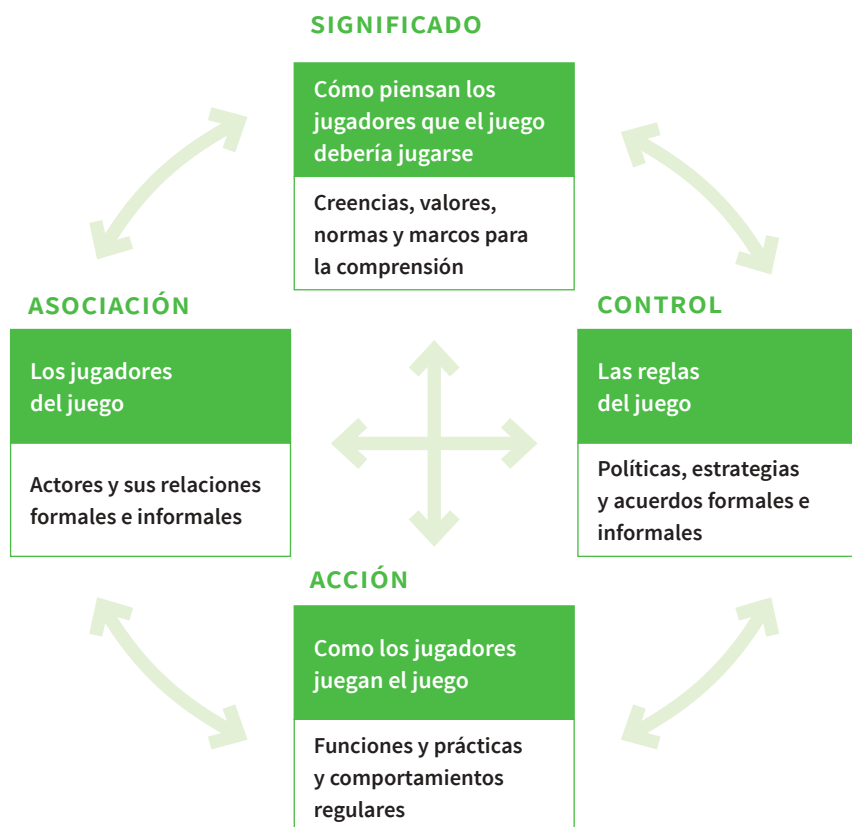 SIGNIFICADO
Cómo piensan los
jugadores que el juego
debería jugarse
Creencias, valores,
normas y marcos para
la comprensión
ASOCIACIÓN
Los jugadores
del juego
Actores y sus relaciones
formales e informales
CONTROL
Las reglas
del juego
Políticas, estrategias
y acuerdos formales e
informales
ACCIÓN
Como los jugadores
juegan el juego
Funciones y prácticas
y comportamientos
regulares